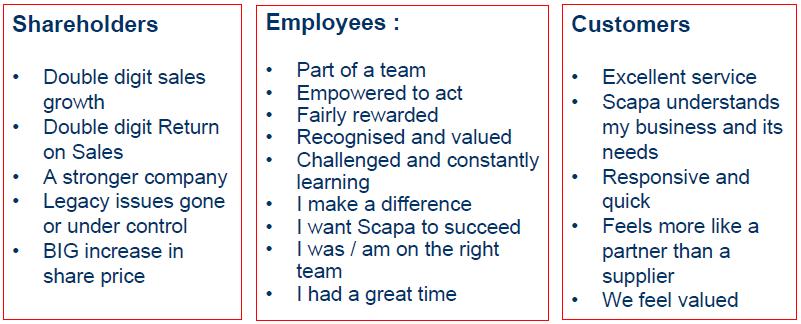 Shareholders
• Double digit sales
growth
• Double digit Return
on Sales
• A stronger company
• Legacy issues gone
or under control
• BIG increase in
share price
Employees :
• Part of a team
• Empowered to act
• Fairly rewarded
• Recognised and valued
• Challenged and constantly
learning
• I make a difference
• I want Scapa to succeed
• I was / am on the right
team
• I had a great time
Customers
• Excellent service
• Scapa understands
my business and its
needs
• Responsive and
quick
• Feels more like a
partner than a
supplier
• We feel valued